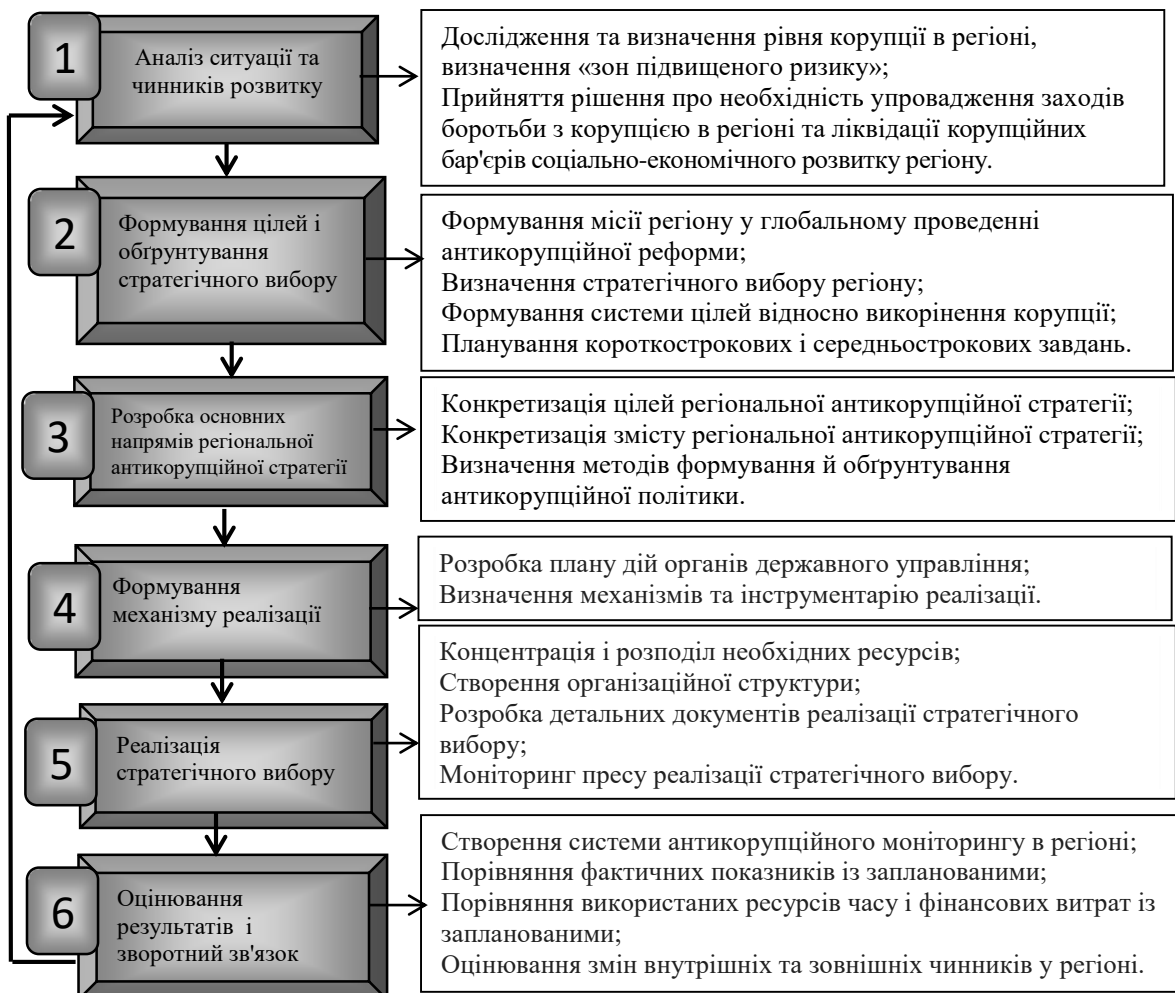 1
Аналіз ситуації та
чинників розвитку
Дослідження та визначення рівня корупції в регіоні,
визначення «зон підвищеного ризику»;
Прийняття рішення про необхідність упровадження заходів
боротьби з корупцією в регіоні та ліквідації корупційних
бар'єрів соціально-економічного розвитку регіону.
2
Формування цілей і
обґрунтування
стратегічного вибору
Формування місії регіону у глобальному проведенні
антикорупційної реформи;
Визначення стратегічного вибору регіону;
Формування системи цілей відносно викорінення корупції;
Планування короткострокових і середньострокових завдань.
3
Розробка основних
напрямів регіональної
антикорупційної стратегії
Конкретизація цілей регіональної антикорупційної стратегії;
Конкретизація змісту регіональної антикорупційної стратегії;
Визначення методів формування й обґрунтування
антикорупційної політики.
4
Формування
механізму реалізації
Розробка плану дій органів державного управління;
Визначення механізмів та інструментарію реалізації.
5
Реалізація
стратегічного вибору
Концентрація і розподіл необхідних ресурсів;
Створення організаційної структури;
Розробка детальних документів реалізації стратегічного
вибору;
Моніторинг пресу реалізації стратегічного вибору.
6
Оцінювання
результатів і
зворотний зв'язок
Створення системи антикорупційного моніторингу в регіоні;
Порівняння фактичних показників із запланованими;
Порівняння використаних ресурсів часу і фінансових витрат із
запланованими;
Оцінювання змін внутрішніх та зовнішніх чинників у регіоні.